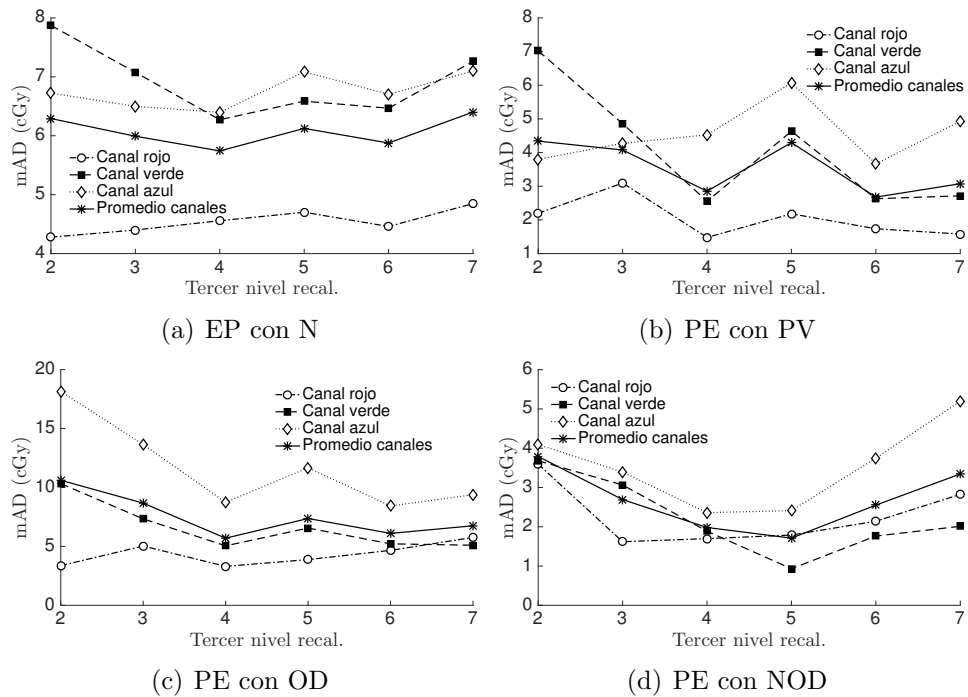 8
7
6
5
4
mAD (cGy)
Canal rojo
Canal verde
Canal azul
Promedio canales
2 3 4 5 6 7
Tercer nivel recal.
(a) EP con N
8
7
6
5
4
3
2
1
mAD (cGy)
Canal rojo
Canal verde
Canal azul
Promedio canales
2 3 4 5 6 7
Tercer nivel recal.
(b) PE con PV
20
15
10
5
0
mAD (cGy)
Canal rojo
Canal verde
Canal azul
Promedio canales
2 3 4 5 6 7
Tercer nivel recal.
(c) PE con OD
6
5
4
3
2
1
0
mAD (cGy)
Canal rojo
Canal verde
Canal azul
Promedio canales
2 3 4 5 6 7
Tercer nivel recal.
(d) PE con NOD